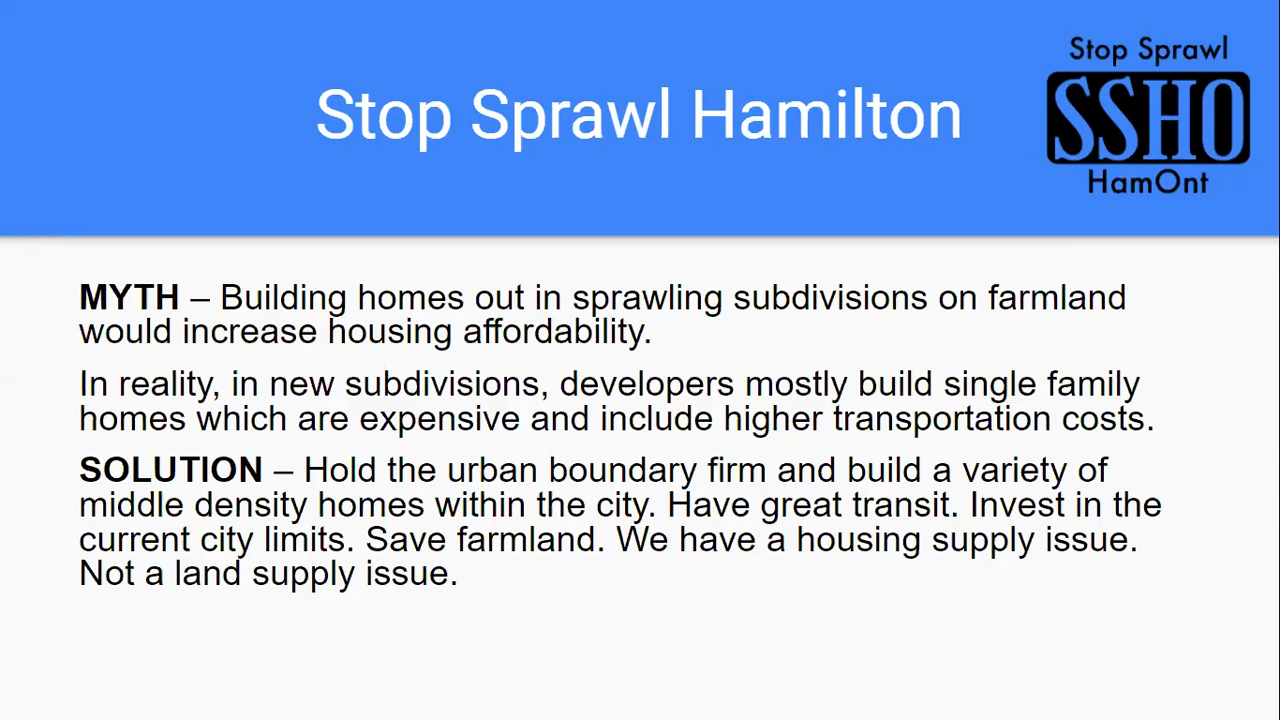 Stop Sprawl
SSHO
HamOnt
Stop Sprawl Hamilton
MYTH – Building homes out in sprawling subdivisions on farmland
would increase housing affordability.
In reality, in new subdivisions, developers mostly build single family
homes which are expensive and include higher transportation costs.
SOLUTION – Hold the urban boundary firm and build a variety of
middle density homes within the city. Have great transit. Invest in the
current city limits. Save farmland. We have a housing supply issue.
Not a land supply issue.